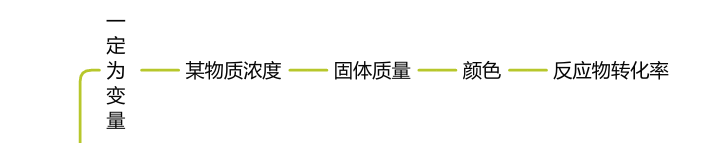 一定为变量
某物质浓度
固体质量
颜色
反应物转化率